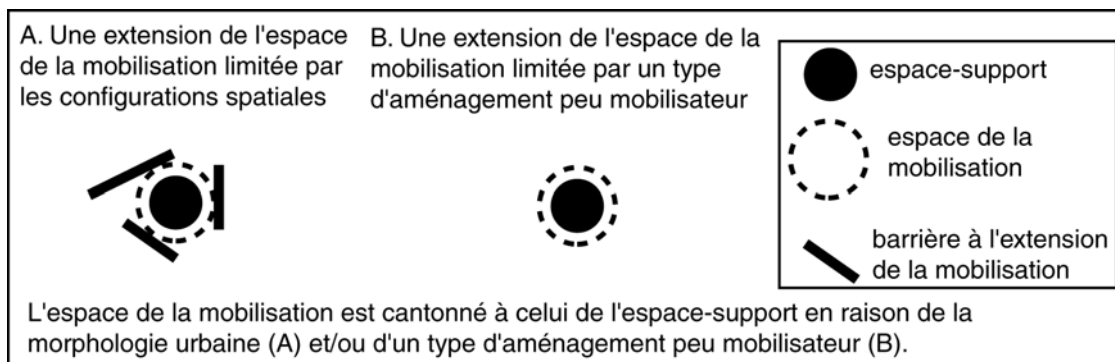 A. Une extension de l'espace
de la mobilisation limitée par
les configurations spatiales
B. Une extension de l'espace de la
mobilisation limitée par un type
d'aménagement peu mobilisateur
espace-support
espace de la
mobilisation
barrière à l'extension
de la mobilisation
L'espace de la mobilisation est cantonné à celui de l'espace-support en raison de la
morphologie urbaine (A) et/ou d'un type d'aménagement peu mobilisateur (B).